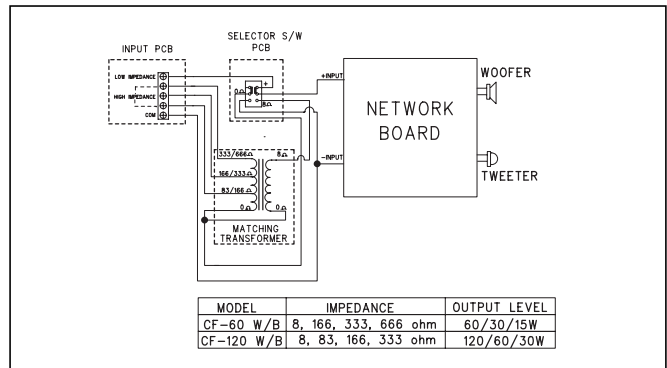 SELECTOR S/W
PCB
INPUT PCB
LOW IMPEDANCE
HIGH IMPEDANCE
COM
+
0Ω
8Ω
+INPUT
-INPUT
NETWORK
BOARD
WOOFER
TWEETER
333/666Ω
8Ω
166/333Ω
83/166Ω
0Ω
0Ω
MATCHING
TRANSFORMER
MODEL IMPEDANCE OUTPUT LEVEL
CF-60 W/B 8, 166, 333, 666 ohm 60/30/15W
CF-120 W/B 8, 83, 166, 333 ohm 120/60/30W